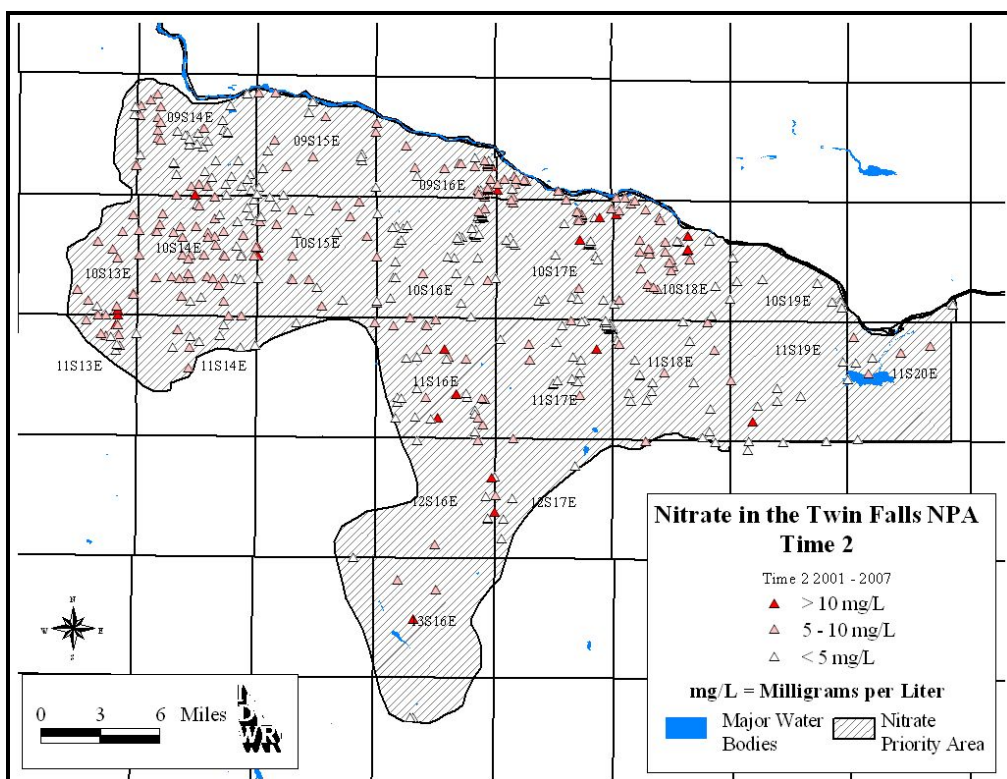 09S14E
09S15E
09S16E
10S13E
10S14E
10S15E
10S16E
10S17E
10S18E
10S19E
11S13E
11S14E
11S16E
11S17E
11S18E
11S19E
11S20E
12S16E
12S17E
13S16E
N
W E
S
0 3 6 Miles
IDWR
Nitrate in the Twin Falls NPA
Time 2
Time 2 2001 - 2007
> 10 mg/L
5 - 10 mg/L
< 5 mg/L
mg/L = Milligrams per Liter
Major Water
Bodies
Nitrate
Priority Area